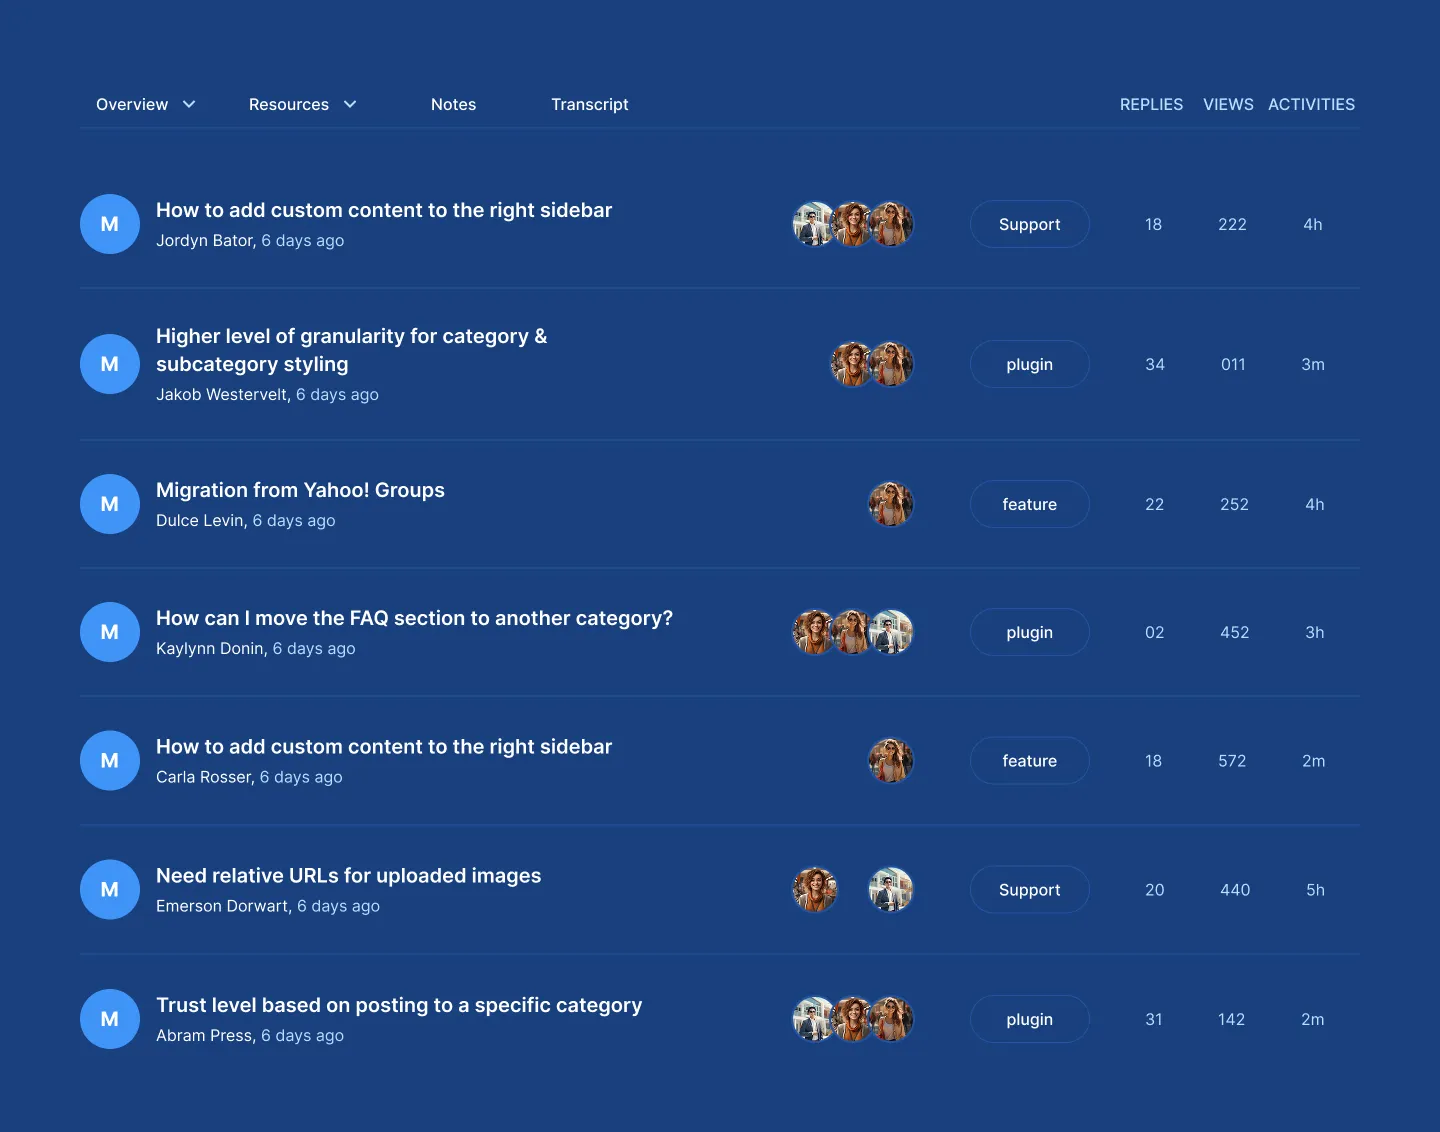 Overview Resources Notes Transcript REPLIES VIEWS ACTIVITIES
M
How to add custom content to the right sidebar
Jordyn Bator, 6 days ago
Support 18 222 4h
M
Higher level of granularity for category &
subcategory styling
Jakob Westervelt, 6 days ago
plugin 34 011 3m
M
Migration from Yahoo! Groups
Dulce Levin, 6 days ago
feature 22 252 4h
M
How can I move the FAQ section to another category?
Kaylynn Donin, 6 days ago
plugin 02 452 3h
M
How to add custom content to the right sidebar
Carla Rosser, 6 days ago
feature 18 572 2m
M
Need relative URLs for uploaded images
Emerson Dorwart, 6 days ago
Support 20 440 5h
M
Trust level based on posting to a specific category
Abram Press, 6 days ago
plugin 31 142 2m